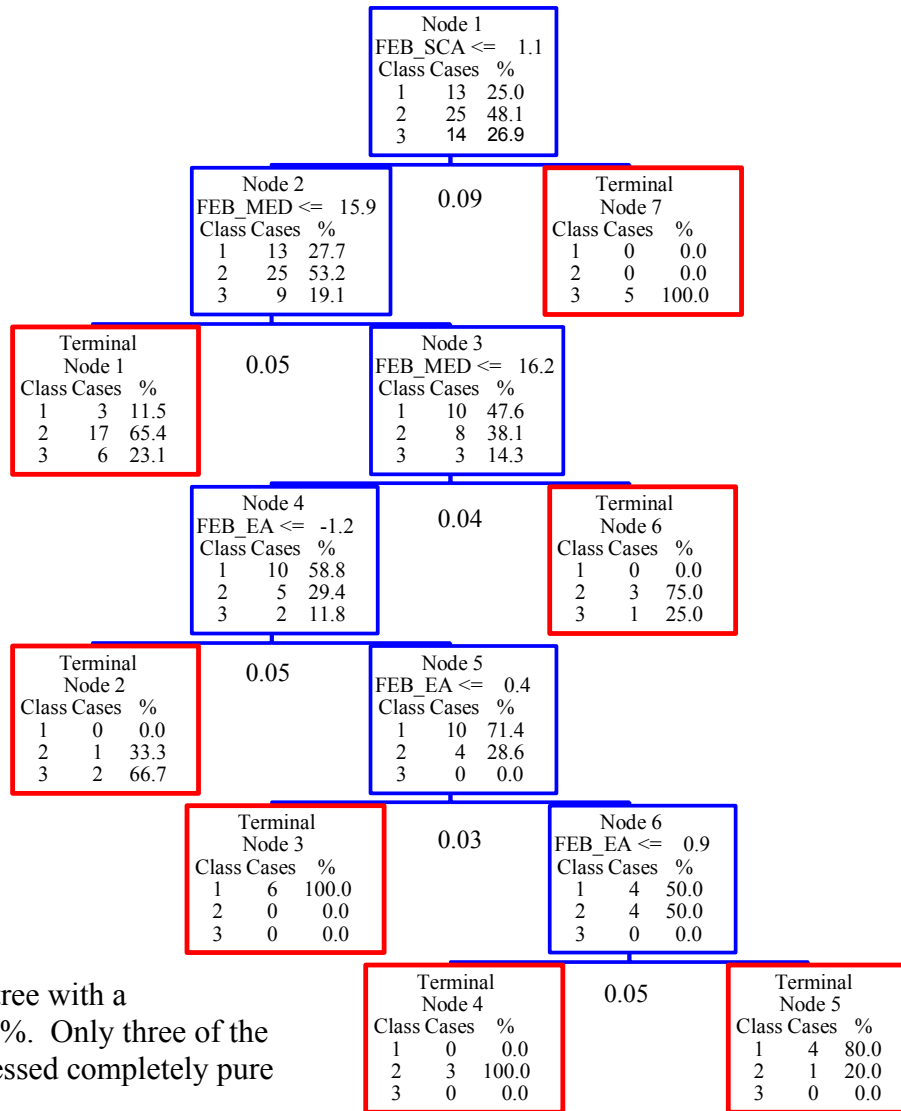 Node 1
FEB_SCA <= 1.1
Class Cases %
1 13 25.0
2 25 48.1
3 14 26.9
Node 2
FEB_MED <= 15.9
Class Cases %
1 13 27.7
2 25 53.2
3 9 19.1
0.09
Terminal
Node 7
Class Cases %
1 0 0.0
2 0 0.0
3 5 100.0
Terminal
Node 1
Class Cases %
1 3 11.5
2 17 65.4
3 6 23.1
0.05
Node 3
FEB_MED <= 16.2
Class Cases %
1 10 47.6
2 8 38.1
3 3 14.3
Node 4
FEB_EA <= -1.2
Class Cases %
1 10 58.8
2 5 29.4
3 2 11.8
0.04
Terminal
Node 6
Class Cases %
1 0 0.0
2 3 75.0
3 1 25.0
Terminal
Node 2
Class Cases %
1 0 0.0
2 1 33.3
3 2 66.7
0.05
Node 5
FEB_EA <= 0.4
Class Cases %
1 10 71.4
2 4 28.6
3 0 0.0
Terminal
Node 3
Class Cases %
1 6 100.0
2 0 0.0
3 0 0.0
0.03
Node 6
FEB_EA <= 0.9
Class Cases %
1 4 50.0
2 4 50.0
3 0 0.0
Terminal
Node 4
Class Cases %
1 0 0.0
2 3 100.0
3 0 0.0
0.05
Terminal
Node 5
Class Cases %
1 4 80.0
2 1 20.0
3 0 0.0
tree with a
%. Only three of the
essed completely pure